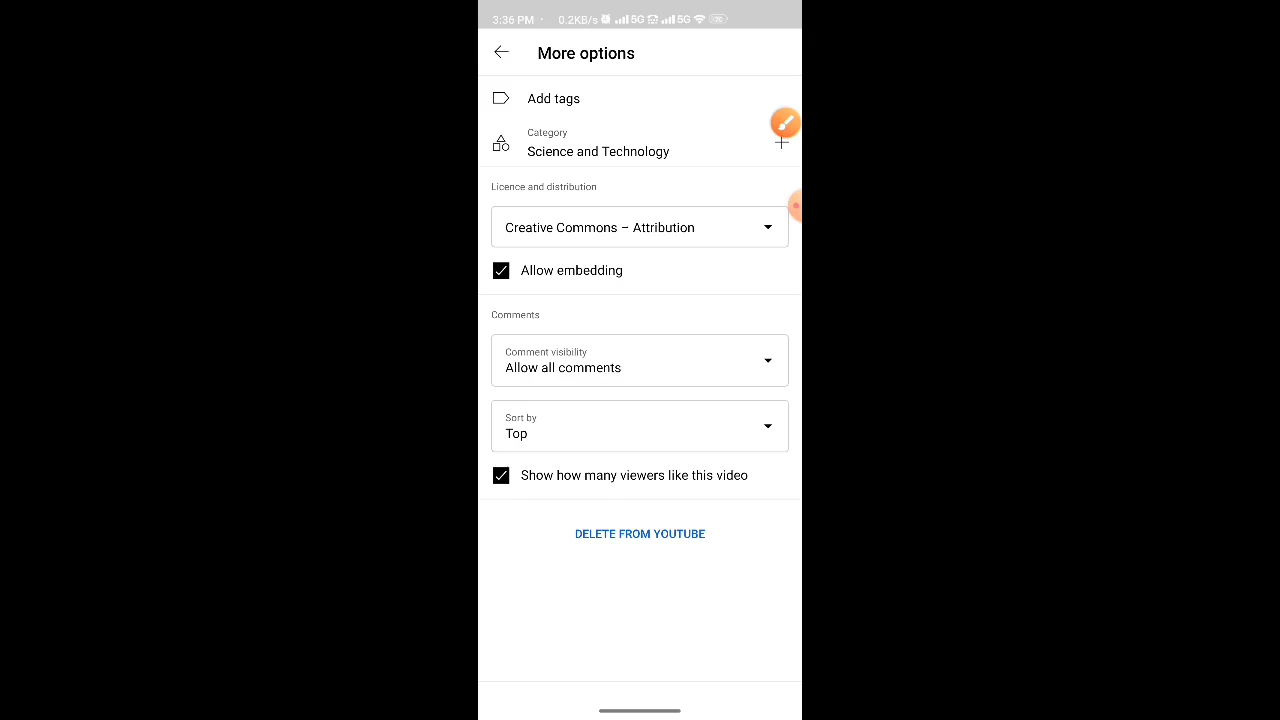 3:36 PM · 0.2KB/s 5G 5G
More options
Add tags
Category
Science and Technology
Licence and distribution
Creative Commons – Attribution
Allow embedding
Comments
Comment visibility
Allow all comments
Sort by
Top
Show how many viewers like this video
DELETE FROM YOUTUBE